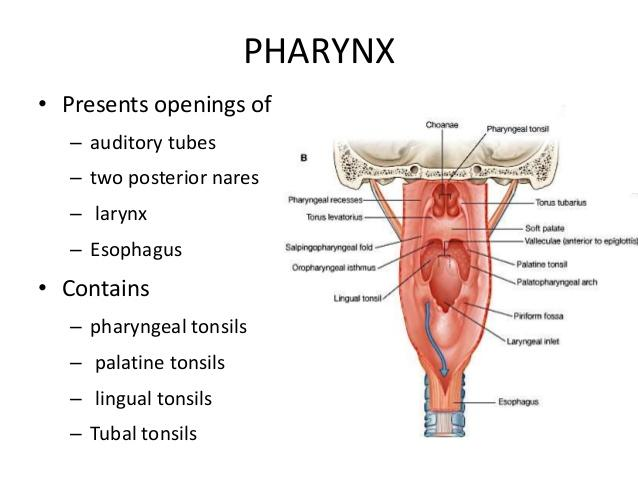 PHARYNX
• Presents openings of
– auditory tubes
– two posterior nares
– larynx
– Esophagus
• Contains
– pharyngeal tonsils
– palatine tonsils
– lingual tonsils
– Tubal tonsils
Choanae
Pharyngeal tonsil
B
Pharyngeal recesses
Torus tubarius
Torus levatorius
Soft palate
Valleculae (anterior to epiglottis)
Salpingopharyngeal fold
Oropharyngeal isthmus
Palatine tonsil
Palatopharyngeal arch
Lingual tonsil
Piriform fossa
Laryngeal inlet
Esophagus